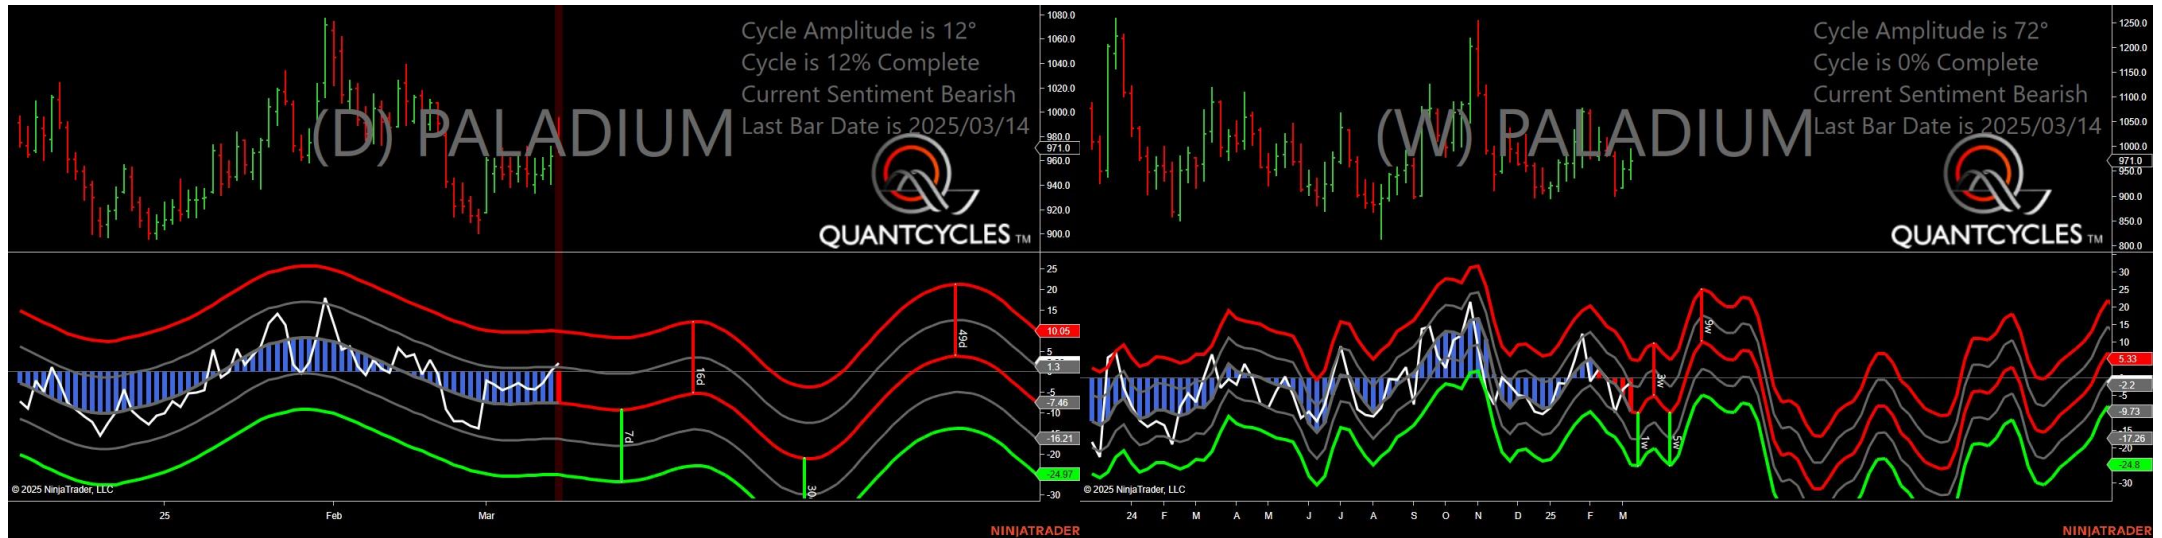 Cycle Amplitude is 12°
Cycle is 12% Complete
Current Sentiment Bearish
Last Bar Date is 2025/03/14
(D) PALADIUM
QUANTCYCLES TM
1080.0
1060.0
1040.0
1020.0
1000.0
980.0
971.0
960.0
940.0
920.0
900.0
25
20
15
10.05
5
1.3
-5
-7.46
-10
-16.21
-20
-24.97
-30
7d
16d
30
49d
© 2025 NinjaTrader, LLC
25 Feb Mar
NINJATRADER
Cycle Amplitude is 72°
Cycle is 0% Complete
Current Sentiment Bearish
Last Bar Date is 2025/03/14
(W) PALADIUM
QUANTCYCLES TM
1250.0
1200.0
1150.0
1100.0
1050.0
1000.0
971.0
950.0
900.0
850.0
800.0
30
25
20
15
10
5.33
-2.2
-5
-9.73
-15
-17.26
-20
-24.8
-30
1w
3w
5w
9w
© 2025 NinjaTrader, LLC
24 F M A M J J A S O N D 25 F M
NINJATRADER